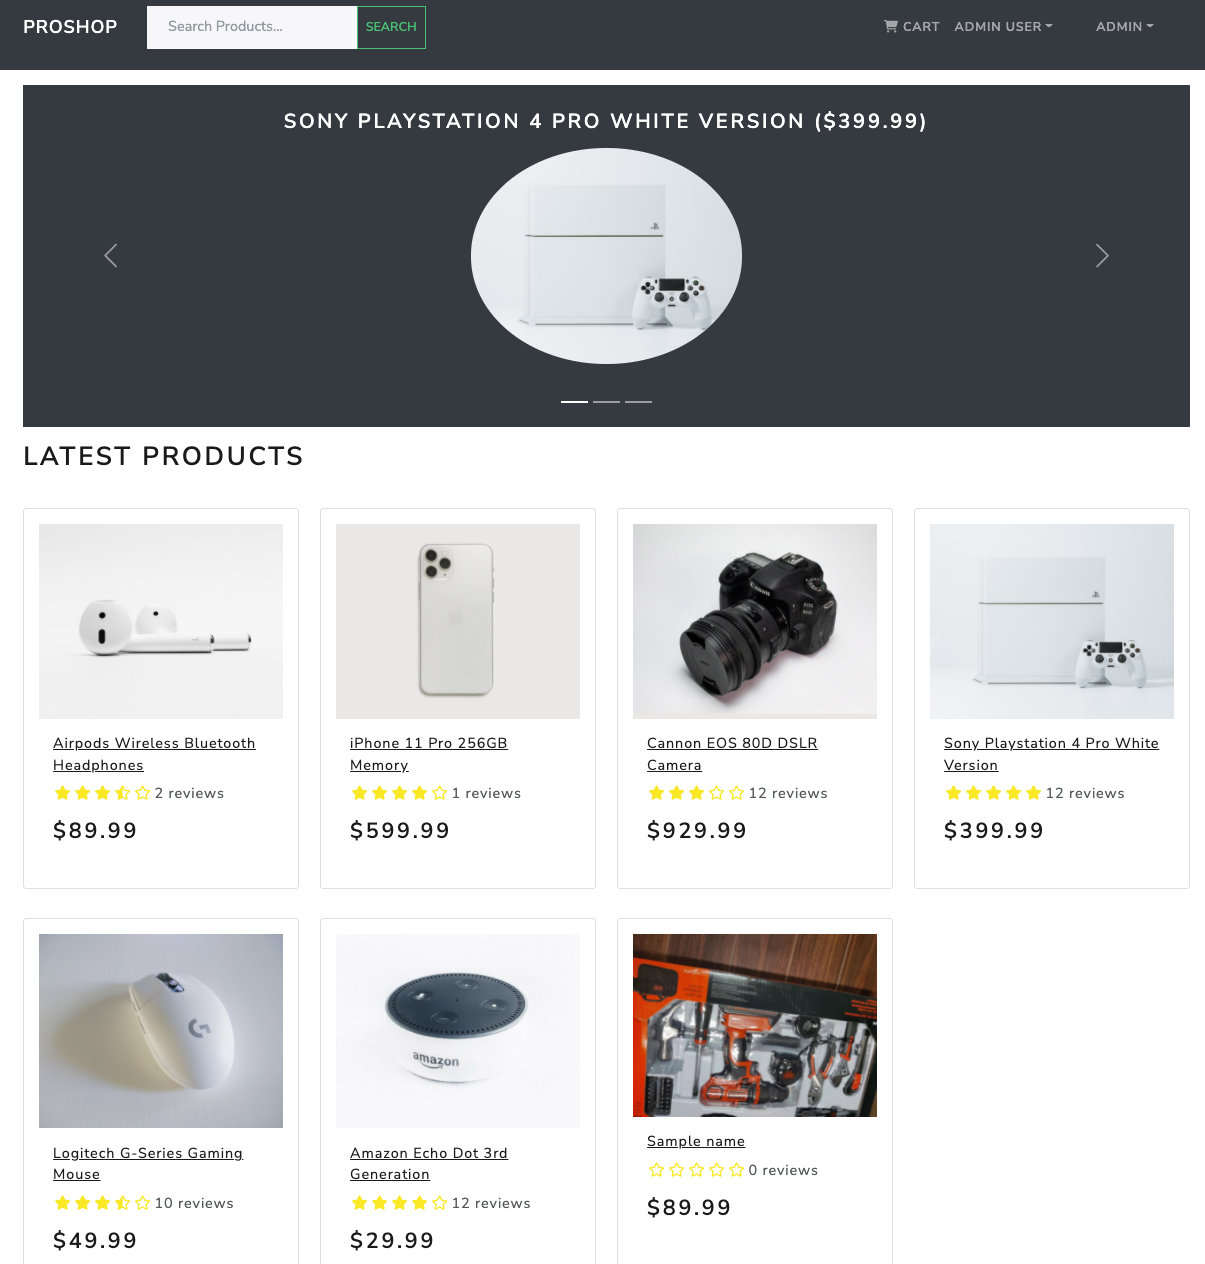 PROSHOP
Search Products...
SEARCH
CART
ADMIN USER
ADMIN
SONY PLAYSTATION 4 PRO WHITE VERSION ($399.99)
LATEST PRODUCTS
Canon
EOS
80D
Airpods Wireless Bluetooth
Headphones
2 reviews
$89.99
iPhone 11 Pro 256GB
Memory
1 reviews
$599.99
Cannon EOS 80D DSLR
Camera
12 reviews
$929.99
Sony Playstation 4 Pro White
Version
12 reviews
$399.99
G
amazon
Logitech G-Series Gaming
Mouse
10 reviews
$49.99
Amazon Echo Dot 3rd
Generation
12 reviews
$29.99
Sample name
0 reviews
$89.99